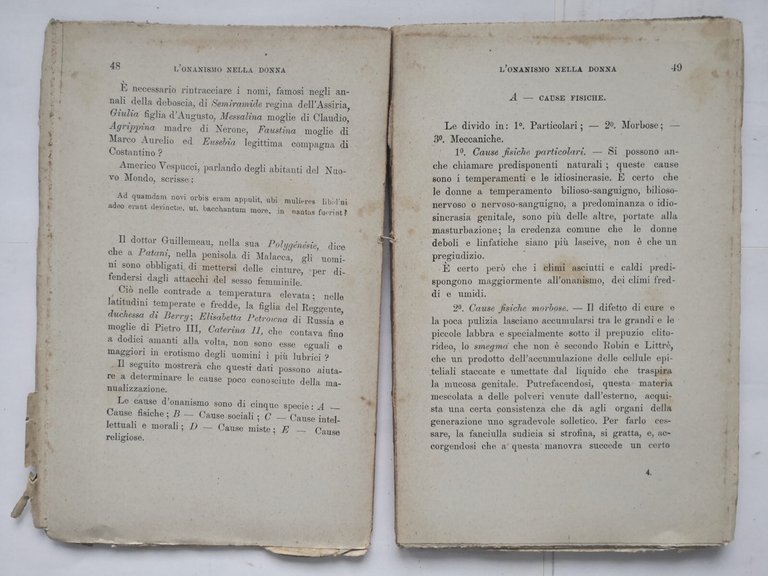 48
L'ONANISMO NELLA DONNA
È necessario rintracciare i nomi, famosi negli an-
nali della deboscia, di Semiramide regina dell'Assiria,
Giulia figlia d'Augusto, Messalina moglie di Claudio,
Agrippina madre di Nerone, Faustina moglie di
Marco Aurelio ed Eusebia legittima compagna di
Costantino?
Americo Vespucci, parlando degli abitanti del Nuo-
vo Mondo, scrisse:
Ad quamdam novi orbis eram appulit, ubi mulieres libid'ni
adeo erant devinctæ, ut, bacchantum more, in nautas fuerint?
Il dottor Guillemeau, nella sua Polygénésie, dice
che a Patani, nella penisola di Malacca, gli uomi-
ni sono obbligati di mettersi delle cinture, per di-
fendersi dagli attacchi del sesso femminile.
Ciò nelle contrade a temperatura elevata; nelle
latitudini temperate e fredde, la figlia del Reggente,
duchessa di Berry; Elisabetta Petrowna di Russia e
moglie di Pietro III, Caterina II, che contava fino
a dodici amanti alla volta, non sono esse eguali e
maggiori in erotismo degli uomini i più lubrici?
Il seguito mostrerà che questi dati possono aiuta-
re a determinare le cause poco conosciute della ma-
nualizzazione.
Le cause d'onanismo sono di cinque specie: A —
Cause fisiche; B — Cause sociali; C — Cause intel-
lettuali e morali; D — Cause miste; E — Cause
religiose.
L'ONANISMO NELLA DONNA
49
A — CAUSE FISICHE.
Le divido in: 1º. Particolari; — 2º. Morbose; —
3º. Meccaniche.
1º. Cause fisiche particolari. — Si possono an-
che chiamare predisponenti naturali; queste cause
sono i temperamenti e le idiosincrasie. È certo che
le donne a temperamento bilioso-sanguigno, bilioso-
nervoso o nervoso-sanguigno, a predominanza o idio-
sincrasia genitale, sono più delle altre, portate alla
masturbazione; la credenza comune che le donne
deboli e linfatiche siano più lascive, non è che un
pregiudizio.
È certo però che i climi asciutti e caldi predi-
spongono maggiormente all'onanismo, dei climi fred-
di e umidi.
2º. Cause fisiche morbose. — Il difetto di cure e
la poca pulizia lasciano accumularsi tra le grandi e le
piccole labbra e specialmente sotto il prepuzio clito-
rideo, lo smegma che non è secondo Robin e Littrè,
che un prodotto dell'accumulazione delle cellule epi-
teliali staccate e umettate dal liquido che traspira
la mucosa genitale. Putrefacendosi, questa materia
mescolata a delle polveri venute dall'esterno, acqui-
sta una certa consistenza che dà agli organi della
generazione uno sgradevole solletico. Per farlo ces-
sare, la fanciulla sudicia si strofina, si gratta, e, ac-
corgendosi che a questa manovra succede un certo
4.